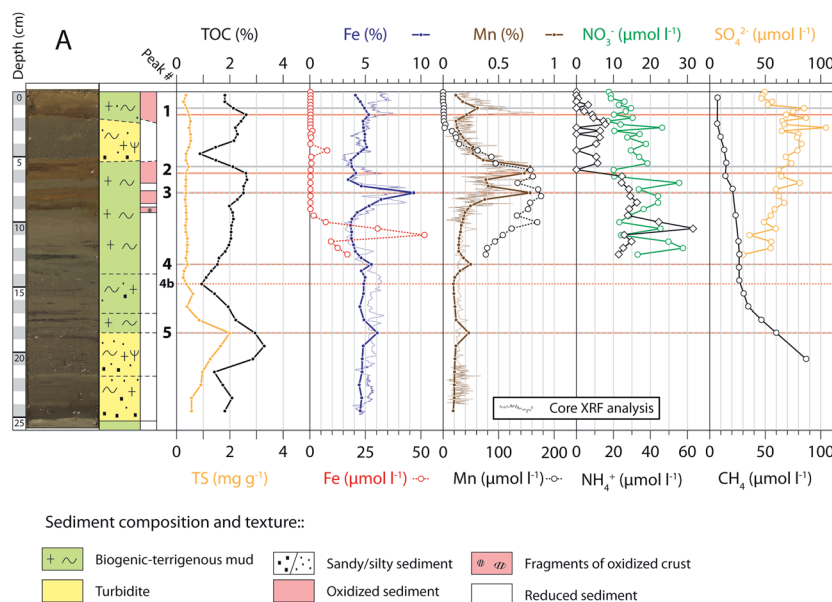 A
Depth (cm)
Peak #
TOC (%)
Fe (%)
Mn (%)
NO₃⁻ (μmol l⁻¹)
SO₄²⁻ (μmol l⁻¹)
0 2 4
0 5 10
0 0.5 1
0 10 20 30
0 50 100
0
5
10
15
20
25
1
2
3
4
4b
5
Core XRF analysis
0 1 2 3 4
0 25 50
0 100 200
0 20 40 60
0 20 40 60 80 100
TS (mg g⁻¹)
Fe (μmol l⁻¹)
Mn (μmol l⁻¹)
NH₄⁺ (μmol l⁻¹)
CH₄ (μmol l⁻¹)
Sediment composition and texture::
Biogenic-terrigenous mud
Sandy/silty sediment
Fragments of oxidized crust
Turbidite
Oxidized sediment
Reduced sediment